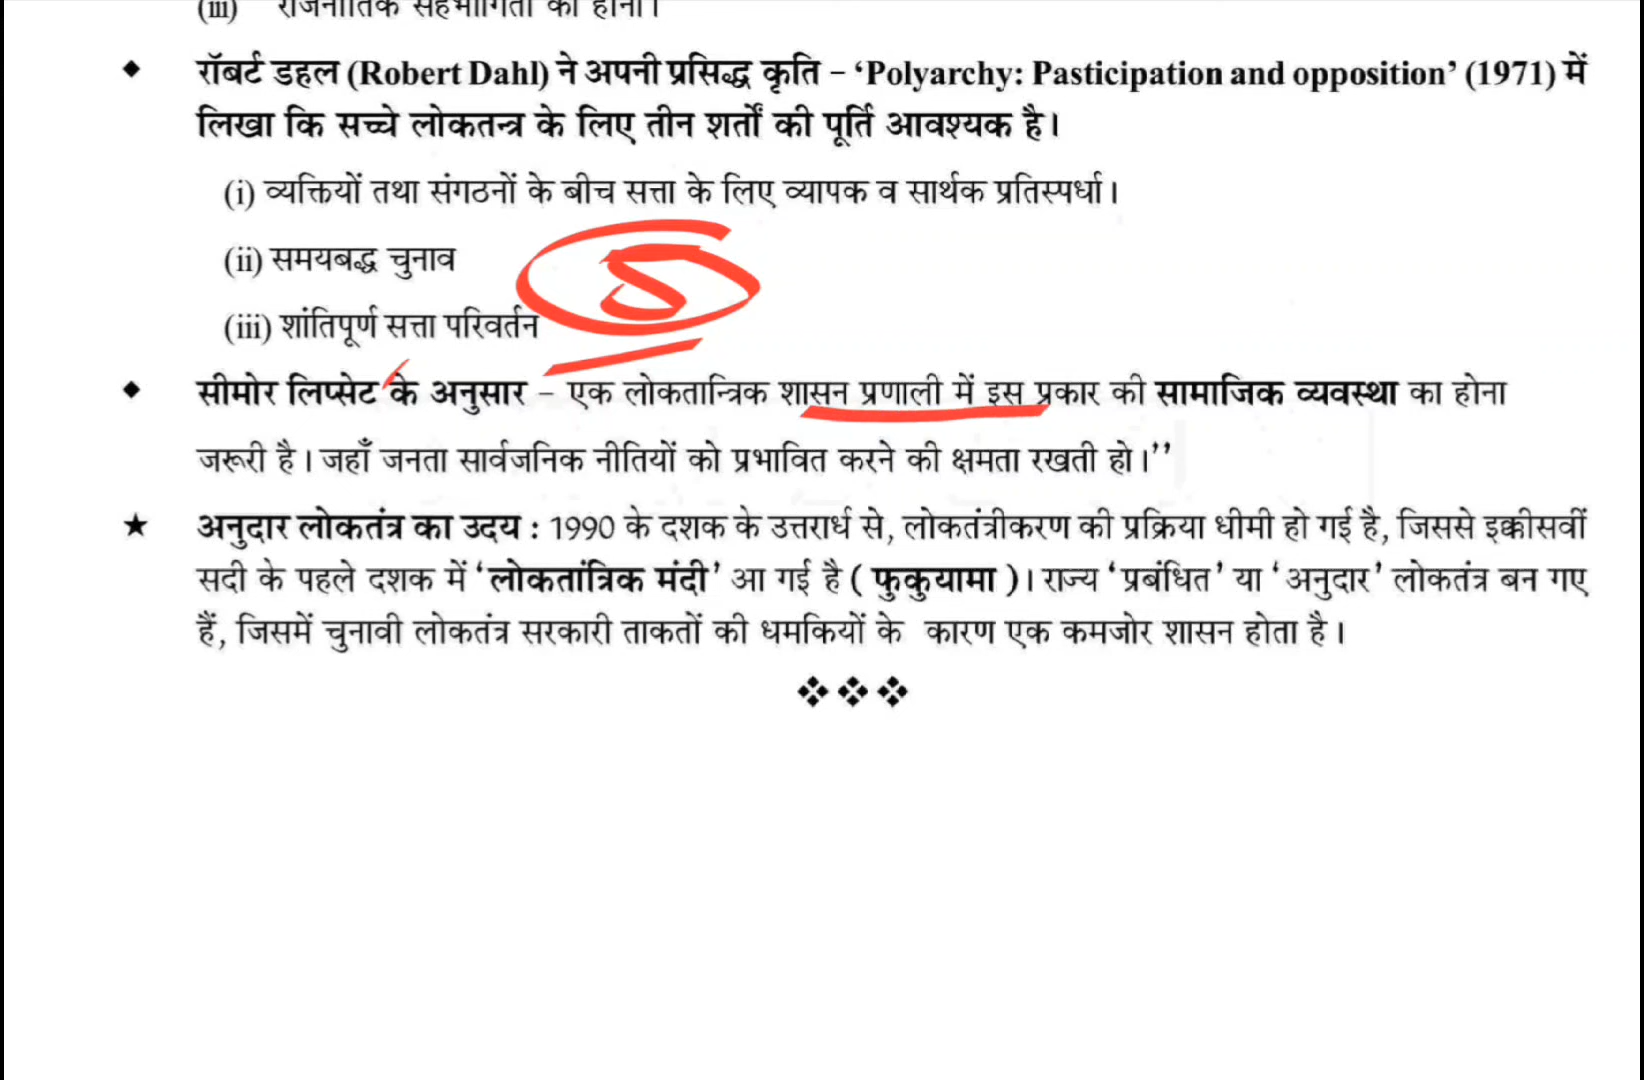 (iii) राजनीतिक सहभागिता का होना।
◆ रॉबर्ट डहल (Robert Dahl) ने अपनी प्रसिद्ध कृति – ‘Polyarchy: Pasticipation and opposition’ (1971) में
लिखा कि सच्चे लोकतन्त्र के लिए तीन शर्तों की पूर्ति आवश्यक है।
(i) व्यक्तियों तथा संगठनों के बीच सत्ता के लिए व्यापक व सार्थक प्रतिस्पर्धा।
(ii) समयबद्ध चुनाव
(iii) शांतिपूर्ण सत्ता परिवर्तन
◆ सीमोर लिप्सेट के अनुसार – एक लोकतान्त्रिक शासन प्रणाली में इस प्रकार की सामाजिक व्यवस्था का होना
जरूरी है। जहाँ जनता सार्वजनिक नीतियों को प्रभावित करने की क्षमता रखती हो।’’
★ अनुदार लोकतंत्र का उदय : 1990 के दशक के उत्तरार्ध से, लोकतंत्रीकरण की प्रक्रिया धीमी हो गई है, जिससे इक्कीसवीं
सदी के पहले दशक में ‘लोकतांत्रिक मंदी’ आ गई है ( फुकुयामा )। राज्य ‘प्रबंधित’ या ‘अनुदार’ लोकतंत्र बन गए
हैं, जिसमें चुनावी लोकतंत्र सरकारी ताकतों की धमकियों के कारण एक कमजोर शासन होता है।